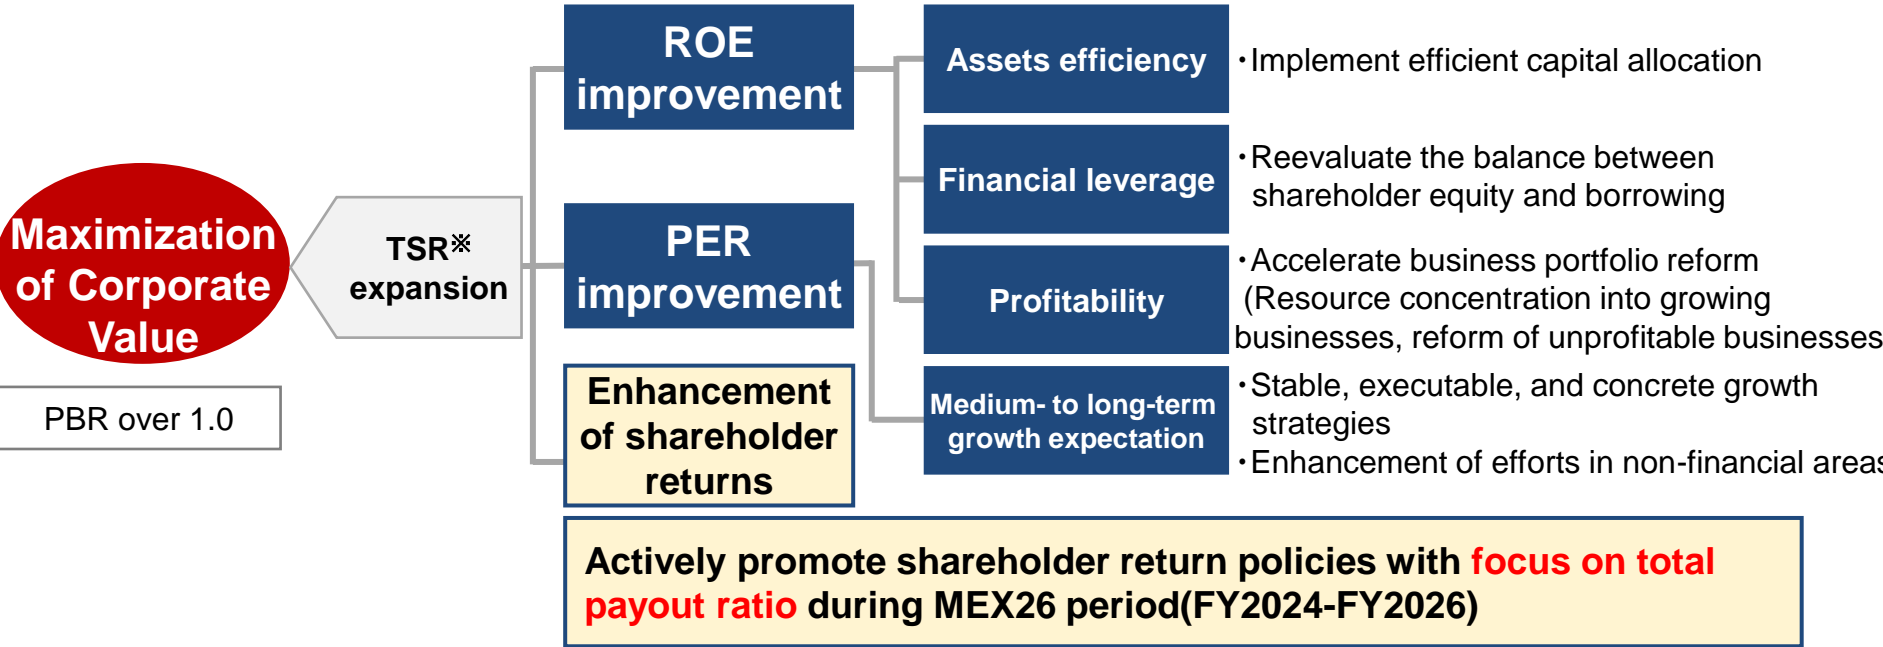 Maximization
of Corporate
Value
PBR over 1.0
TSR※
expansion
ROE
improvement
PER
improvement
Enhancement
of shareholder
returns
Assets efficiency
・Implement efficient capital allocation
Financial leverage
・Reevaluate the balance between
shareholder equity and borrowing
Profitability
・Accelerate business portfolio reform
(Resource concentration into growing
businesses, reform of unprofitable businesses
Medium- to long-term
growth expectation
・Stable, executable, and concrete growth
strategies
・Enhancement of efforts in non-financial areas
Actively promote shareholder return policies with focus on total
payout ratio during MEX26 period(FY2024-FY2026)